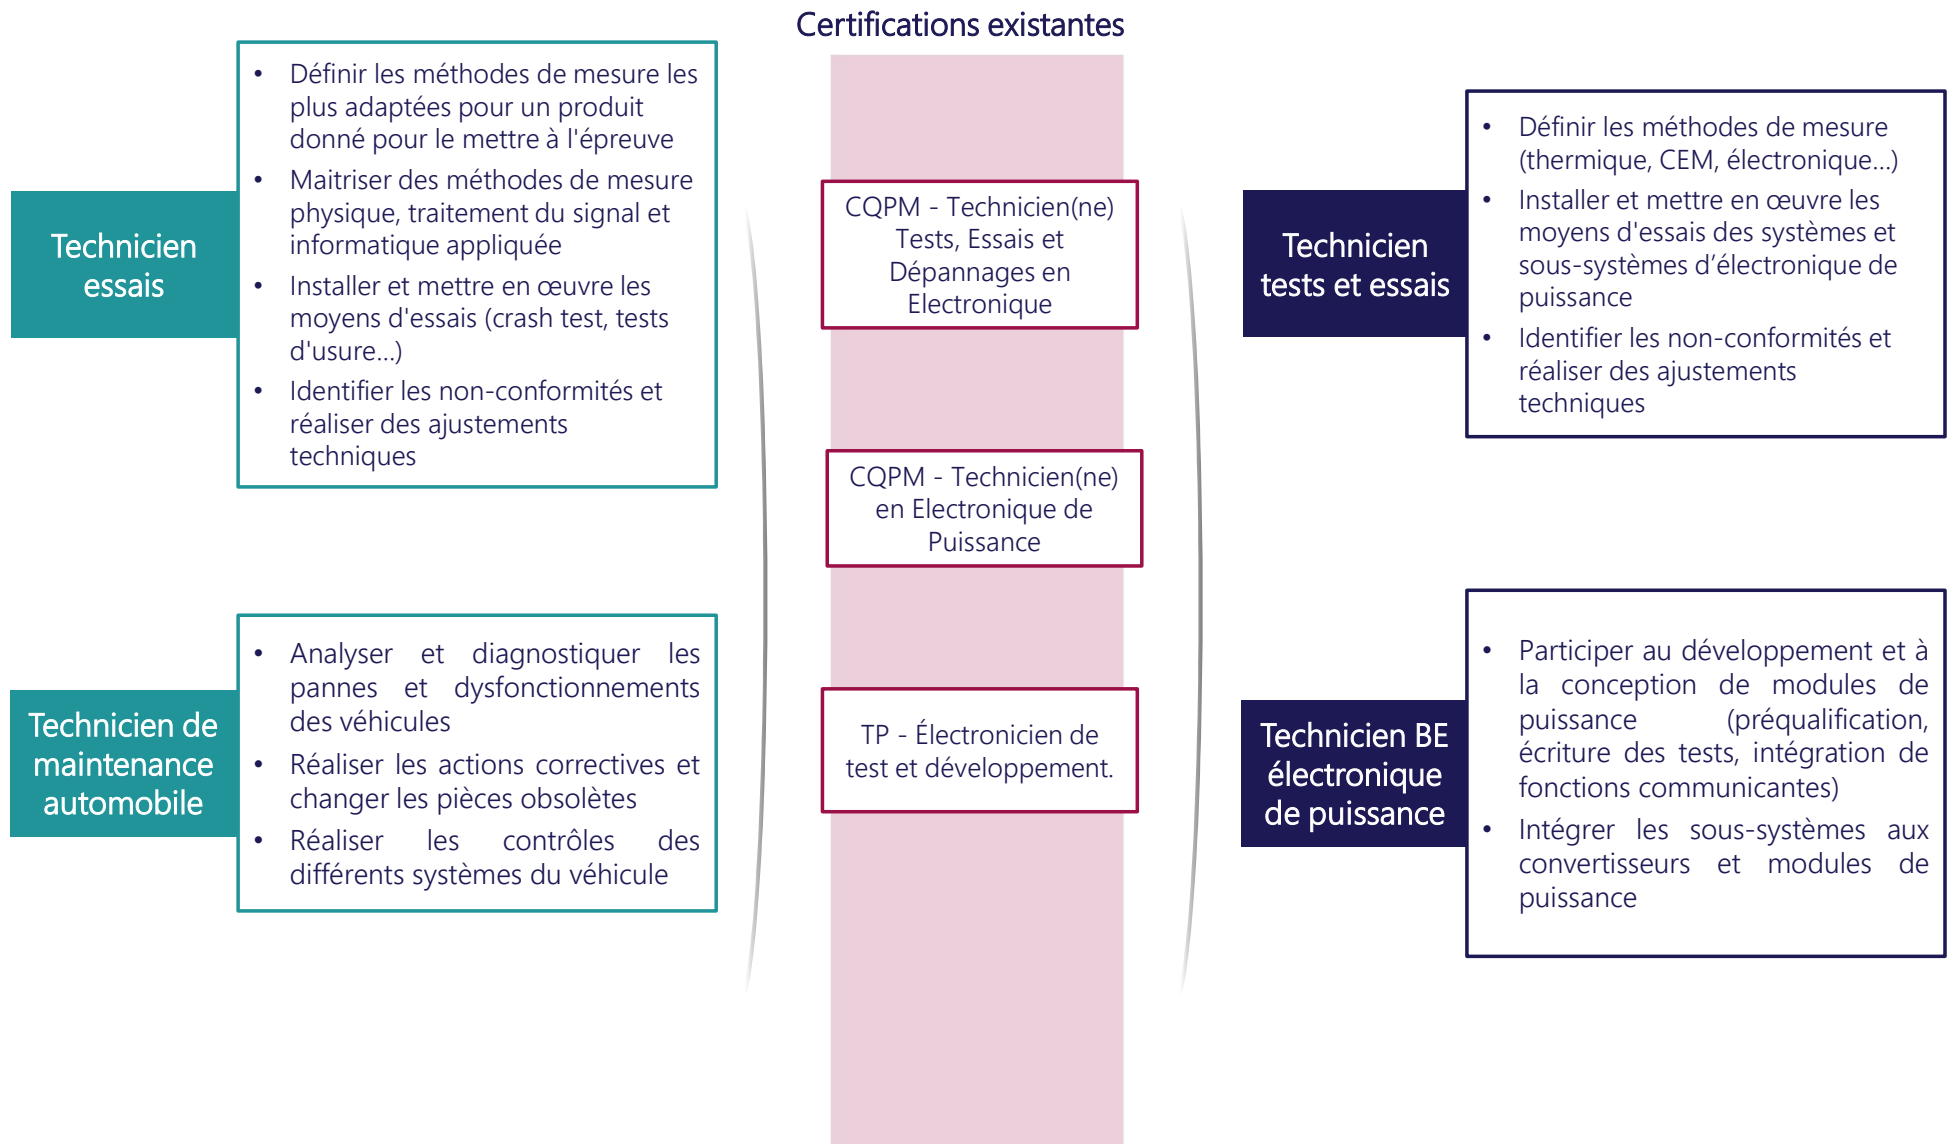 Certifications existantes
Technicien
essais
• Définir les méthodes de mesure les
plus adaptées pour un produit
donné pour le mettre à l'épreuve
• Maitriser des méthodes de mesure
physique, traitement du signal et
informatique appliquée
• Installer et mettre en œuvre les
moyens d'essais (crash test, tests
d'usure...)
• Identifier les non-conformités et
réaliser des ajustements
techniques
Technicien de
maintenance
automobile
• Analyser et diagnostiquer les
pannes et dysfonctionnements
des véhicules
• Réaliser les actions correctives et
changer les pièces obsolètes
• Réaliser les contrôles des
différents systèmes du véhicule
CQPM - Technicien(ne)
Tests, Essais et
Dépannages en
Electronique
CQPM - Technicien(ne)
en Electronique de
Puissance
TP - Électronicien de
test et développement.
Technicien
tests et essais
• Définir les méthodes de mesure
(thermique, CEM, électronique...)
• Installer et mettre en œuvre les
moyens d'essais des systèmes et
sous-systèmes d’électronique de
puissance
• Identifier les non-conformités et
réaliser des ajustements
techniques
Technicien BE
électronique
de puissance
• Participer au développement et à
la conception de modules de
puissance (préqualification,
écriture des tests, intégration de
fonctions communicantes)
• Intégrer les sous-systèmes aux
convertisseurs et modules de
puissance